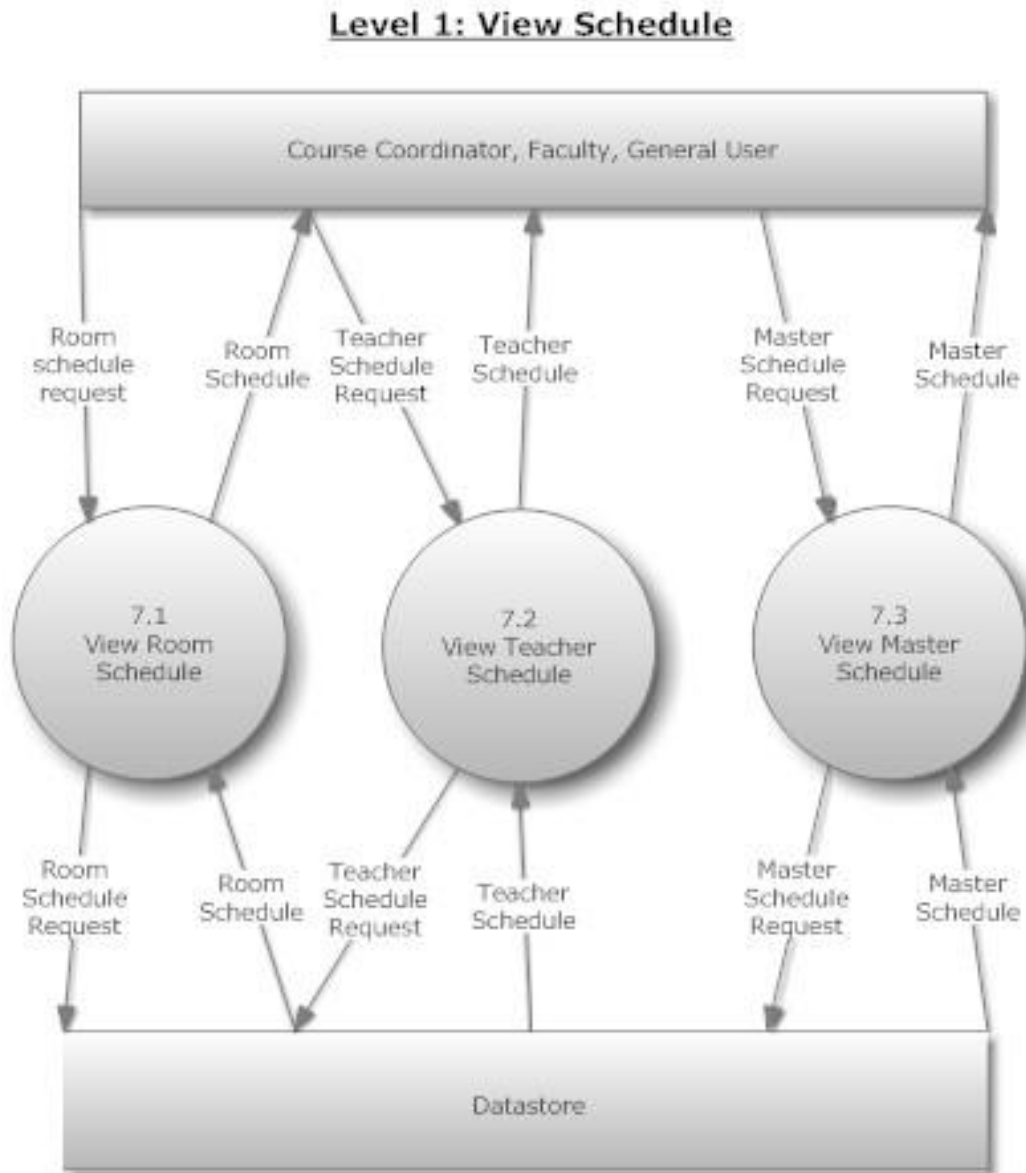 Level 1: View Schedule
Course Coordinator, Faculty, General User
Room
schedule
request
Room
Schedule
Teacher
Schedule
Request
Teacher
Schedule
Master
Schedule
Request
Master
Schedule
7.1
View Room
Schedule
7.2
View Teacher
Schedule
7.3
View Master
Schedule
Room
Schedule
Request
Room
Schedule
Teacher
Schedule
Request
Teacher
Schedule
Master
Schedule
Request
Master
Schedule
Datastore